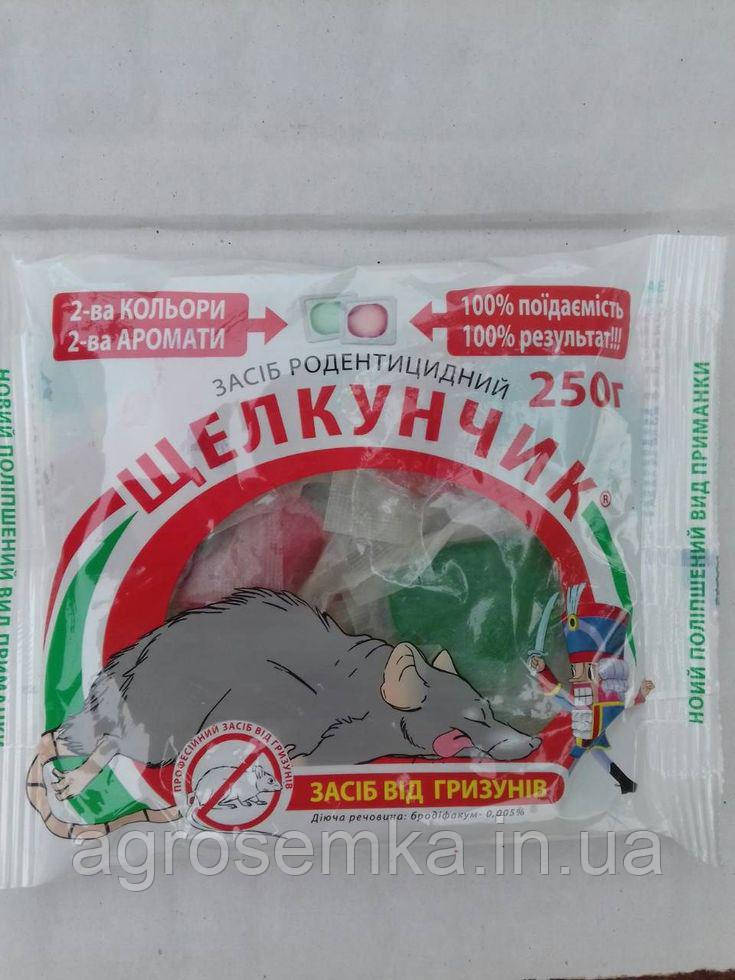 2-ва КОЛЬОРИ
2-ва АРОМАТИ
100% поїдаємість
100% результат!!!
ЗАСІБ РОДЕНТИЦИДНИЙ
250г
ЩЕЛКУНЧИК®
НОВИЙ ПОЛІПШЕНИЙ ВИД ПРИМАНКИ
НОИЙ ПОЛІПШЕНИЙ ВИД ПРИМАНКИ
ПРОФЕСІЙНИЙ ЗАСІБ ВІД ГРИЗУНІВ
ЗАСІБ ВІД ГРИЗУНІВ
Діюча речовина: бродіфакум- 0,005%
agrosemka.in.ua